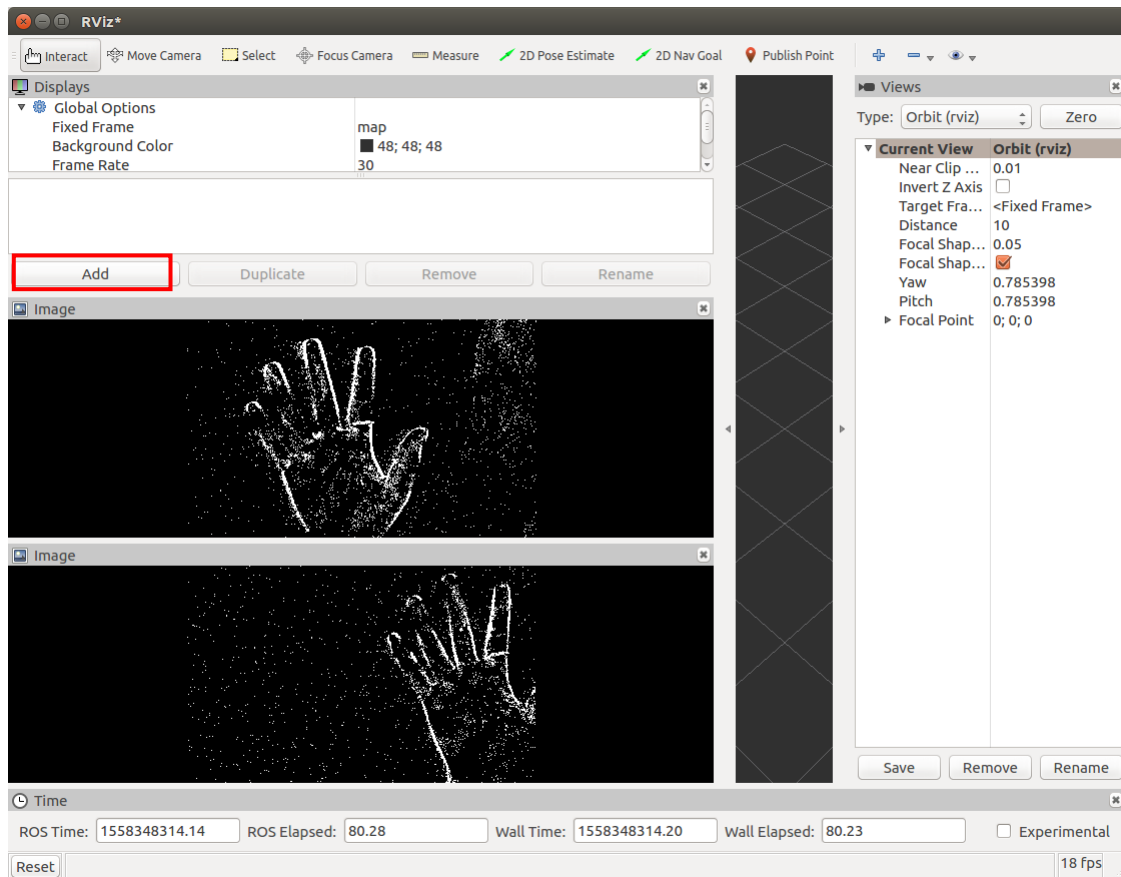 RViz*
Interact Move Camera Select Focus Camera Measure 2D Pose Estimate 2D Nav Goal Publish Point
Displays
Global Options
Fixed Frame map
Background Color 48; 48; 48
Frame Rate 30
Add Duplicate Remove Rename
Image
Image
Views
Type: Orbit (rviz) Zero
Current View Orbit (rviz)
Near Clip ... 0.01
Invert Z Axis
Target Fra... <Fixed Frame>
Distance 10
Focal Shap... 0.05
Focal Shap...
Yaw 0.785398
Pitch 0.785398
Focal Point 0; 0; 0
Save Remove Rename
Time
ROS Time: 1558348314.14 ROS Elapsed: 80.28 Wall Time: 1558348314.20 Wall Elapsed: 80.23 Experimental
Reset 18 fps